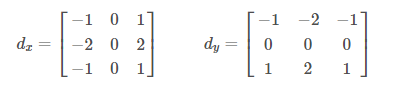 d_x = [ -1 0 1 ; -2 0 2 ; -1 0 1 ] d_y = [ -1 -2 -1 ; 0 0 0 ; 1 2 1 ]